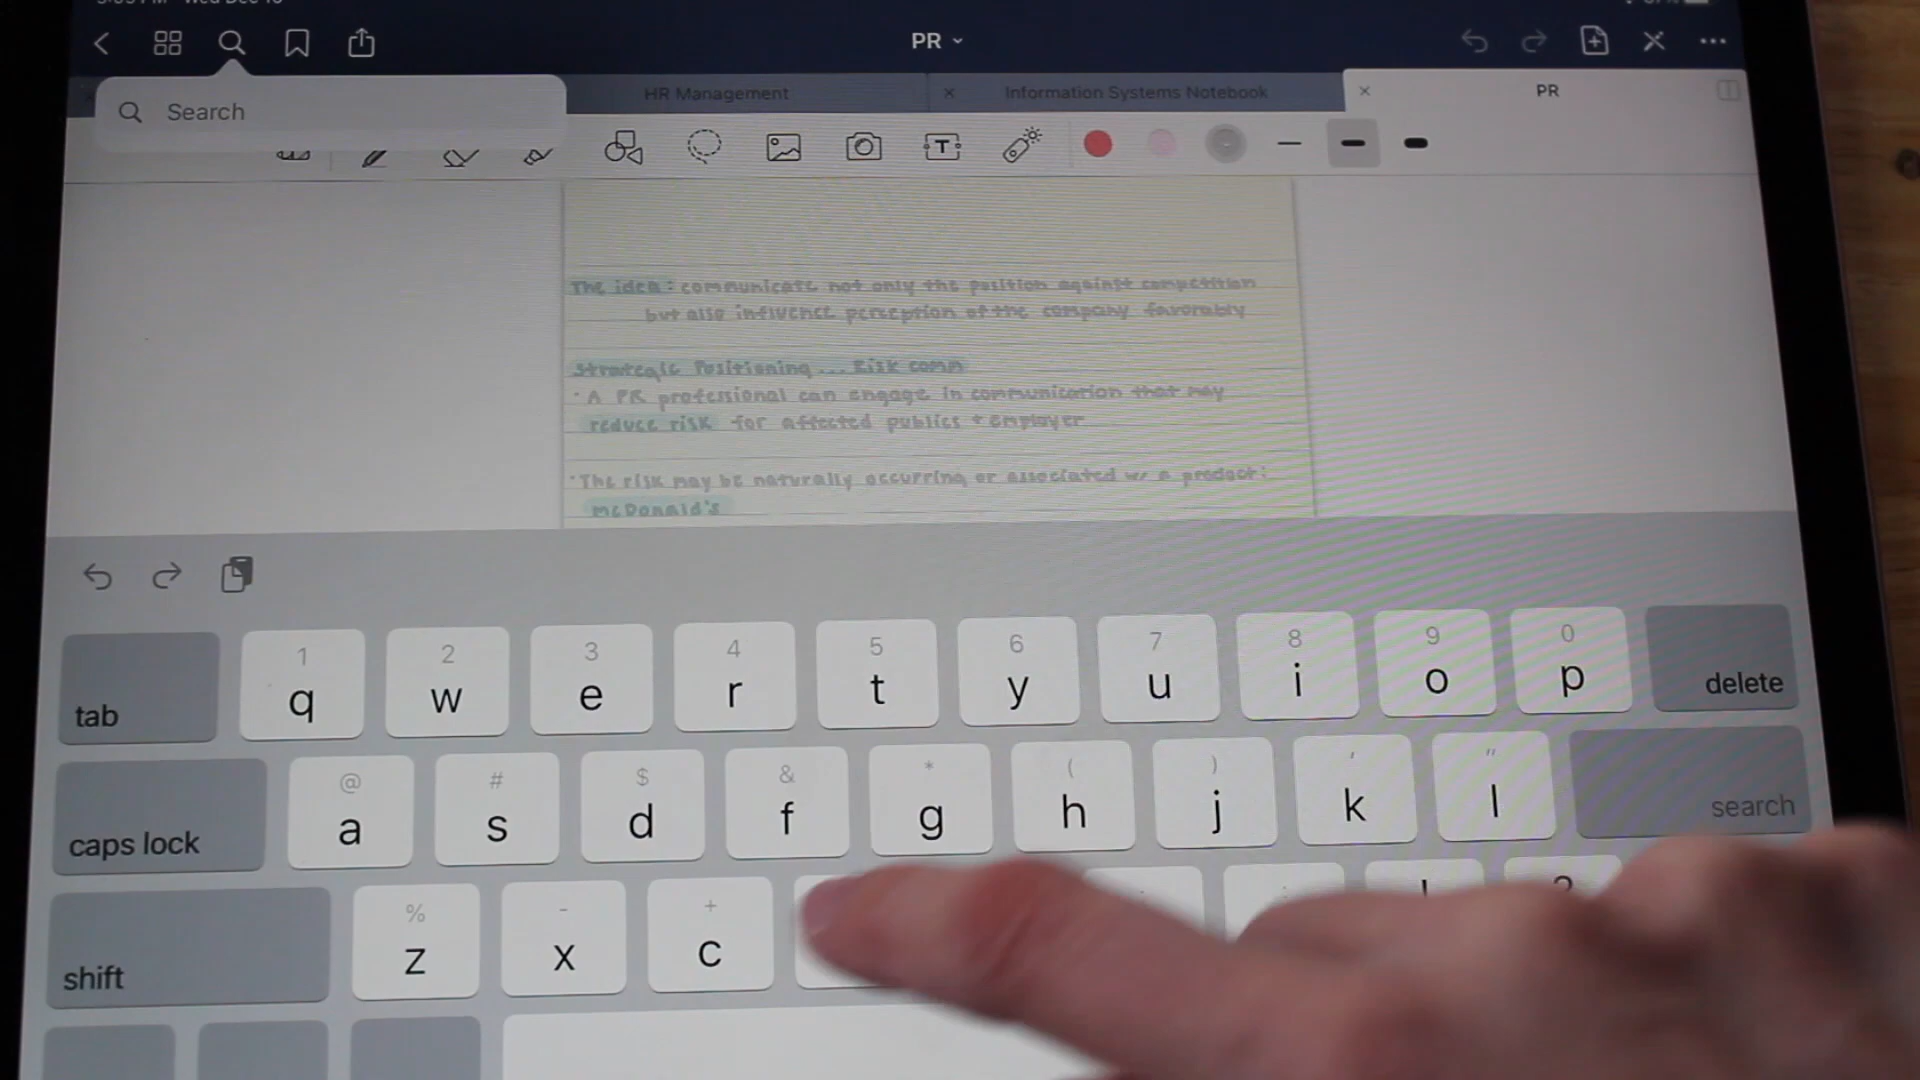 PR
Search
HR Management
Information Systems Notebook
PR
T
The idea: communicate not only the position against competition
but also influence perception of the company favorably
Strategic Positioning ... Risk comm
· A PR professional can engage in communication that may
reduce risk for affected publics + employer
· The risk may be naturally occurring or associated w/ a product:
McDonald's
1 2 3 4 5 6 7 8 9 0
tab q w e r t y u i o p delete
@ # $ & * ( ) ' "
caps lock a s d f g h j k l search
% - + ! ?
shift z x c